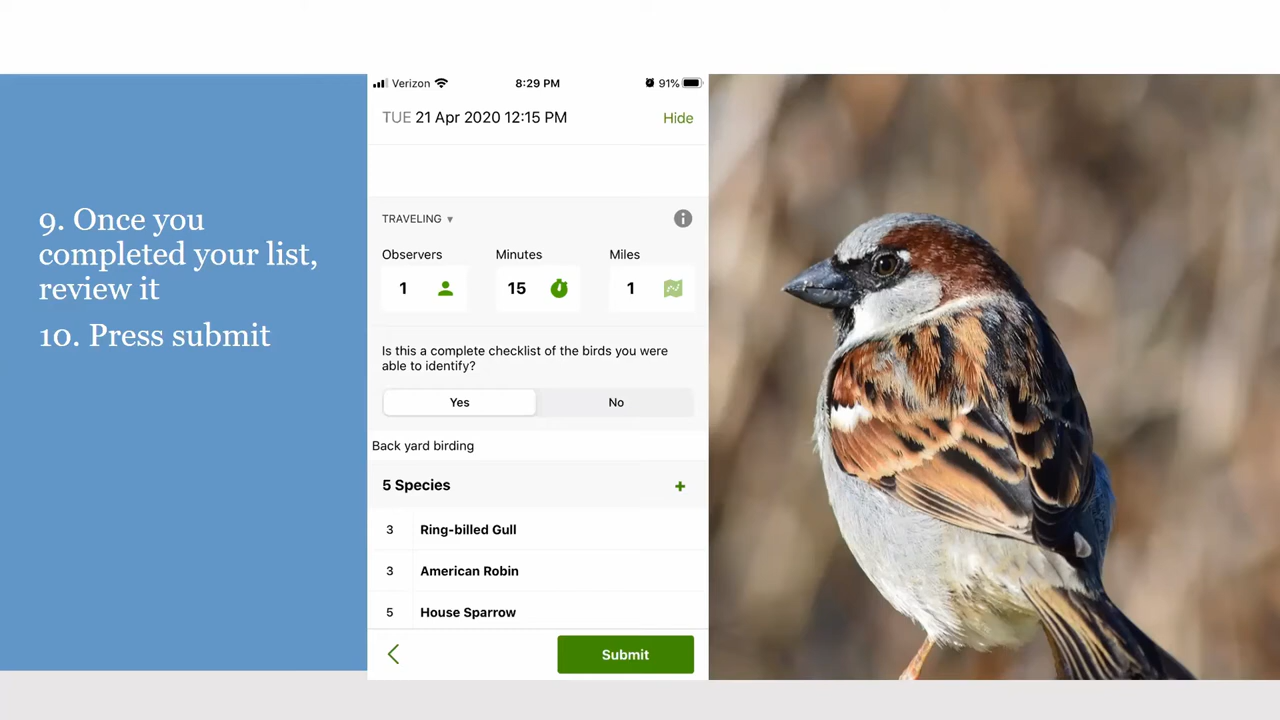 9. Once you
completed your list,
review it
10. Press submit
Verizon 8:29 PM 91%
TUE 21 Apr 2020 12:15 PM Hide
TRAVELING
Observers Minutes Miles
1 15 1
Is this a complete checklist of the birds you were
able to identify?
Yes No
Back yard birding
5 Species +
3 Ring-billed Gull
3 American Robin
5 House Sparrow
Submit